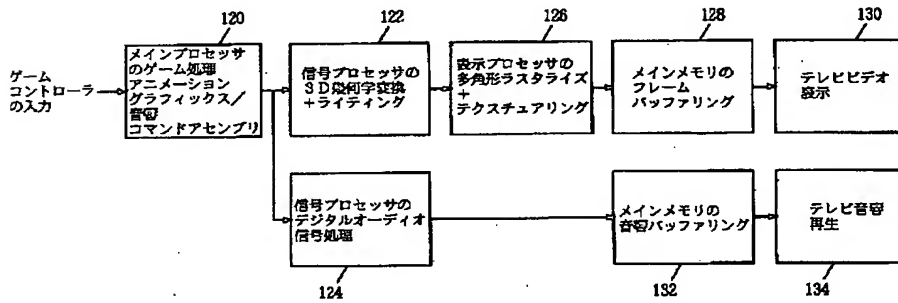 120
122
126
128
130
ゲーム
コントローラ
の入力
メインプロセッサ
のゲーム処理
アニメーション
グラフィックス／
音容
コマンドアセンブリ
信号プロセッサの
3D幾何学変換
+ライティング
表示プロセッサの
多角形ラスタライズ
+
テクスチュアリング
メインメモリの
フレーム
バッファリング
テレビビデオ
表示
信号プロセッサの
デジタルオーディオ
信号処理
メインメモリの
音容バッファリング
テレビ音容
再生
124
132
134